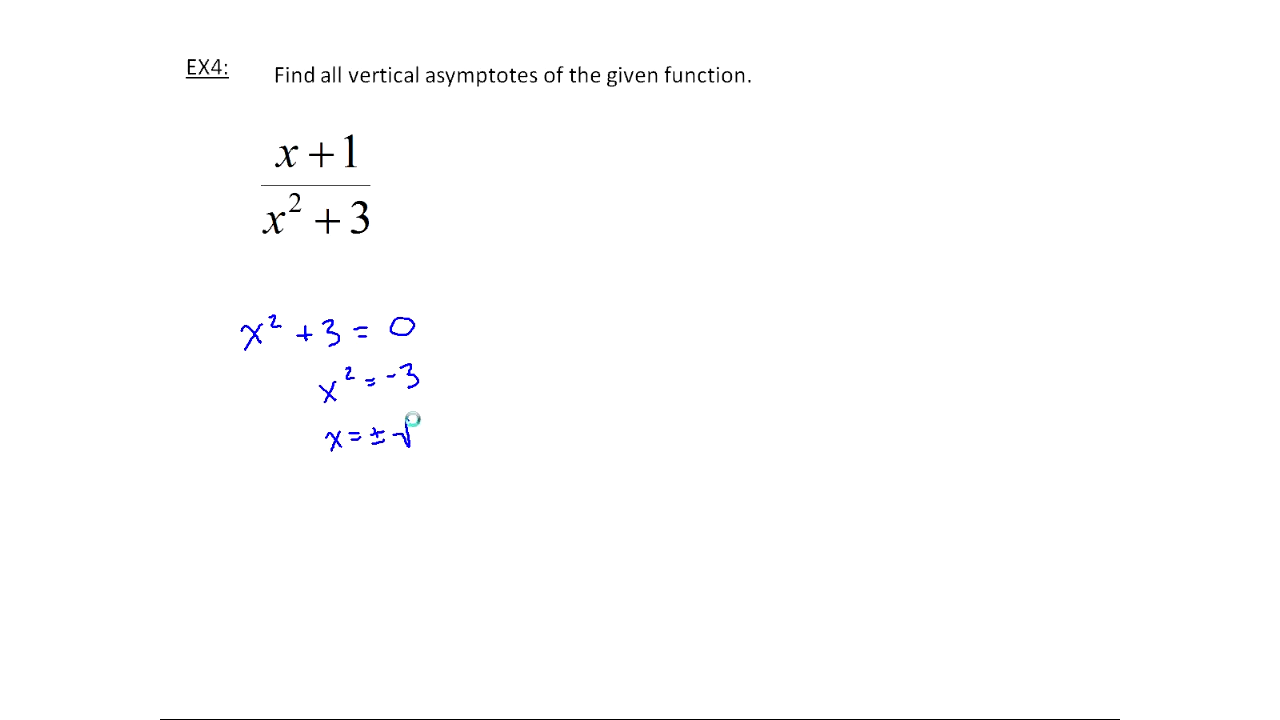 EX4:
Find all vertical asymptotes of the given function.
x + 1
x² + 3
x² + 3 = 0
x² = -3
x = ± √